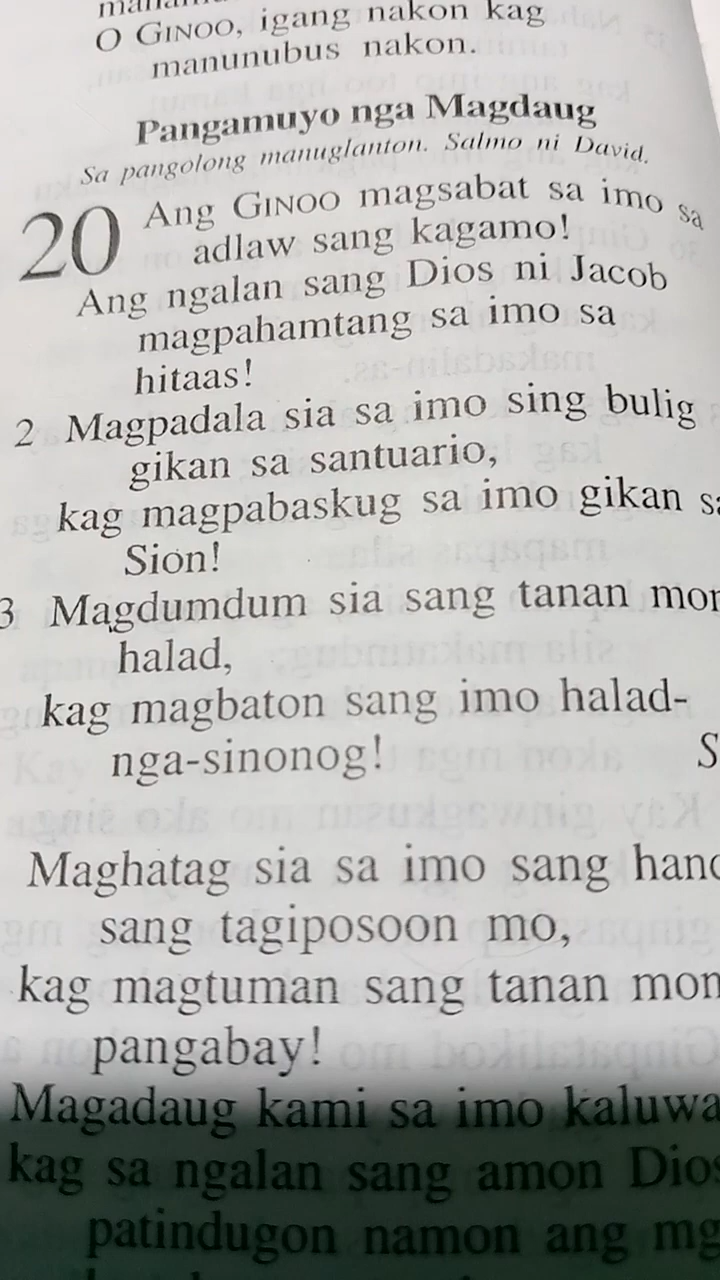 O GINOO, igang nakon kag
manunubus nakon.
Pangamuyo nga Magdaug
Sa pangolong manuglanton. Salmo ni David.
20 Ang GINOO magsabat sa imo sa
adlaw sang kagamo!
Ang ngalan sang Dios ni Jacob
magpahamtang sa imo sa
hitaas!
2 Magpadala sia sa imo sing bulig
gikan sa santuario,
kag magpabaskug sa imo gikan sa
Sion!
3 Magdumdum sia sang tanan
halad,
kag magbaton sang imo halad-
nga-sinonog!
Maghatag sia sa imo sang
sang tagiposoon mo,
kag magtuman sang tanan
pangabay!
Magadaug kami sa imo
kag sa ngalan sang amon Dios
patindugon namon ang